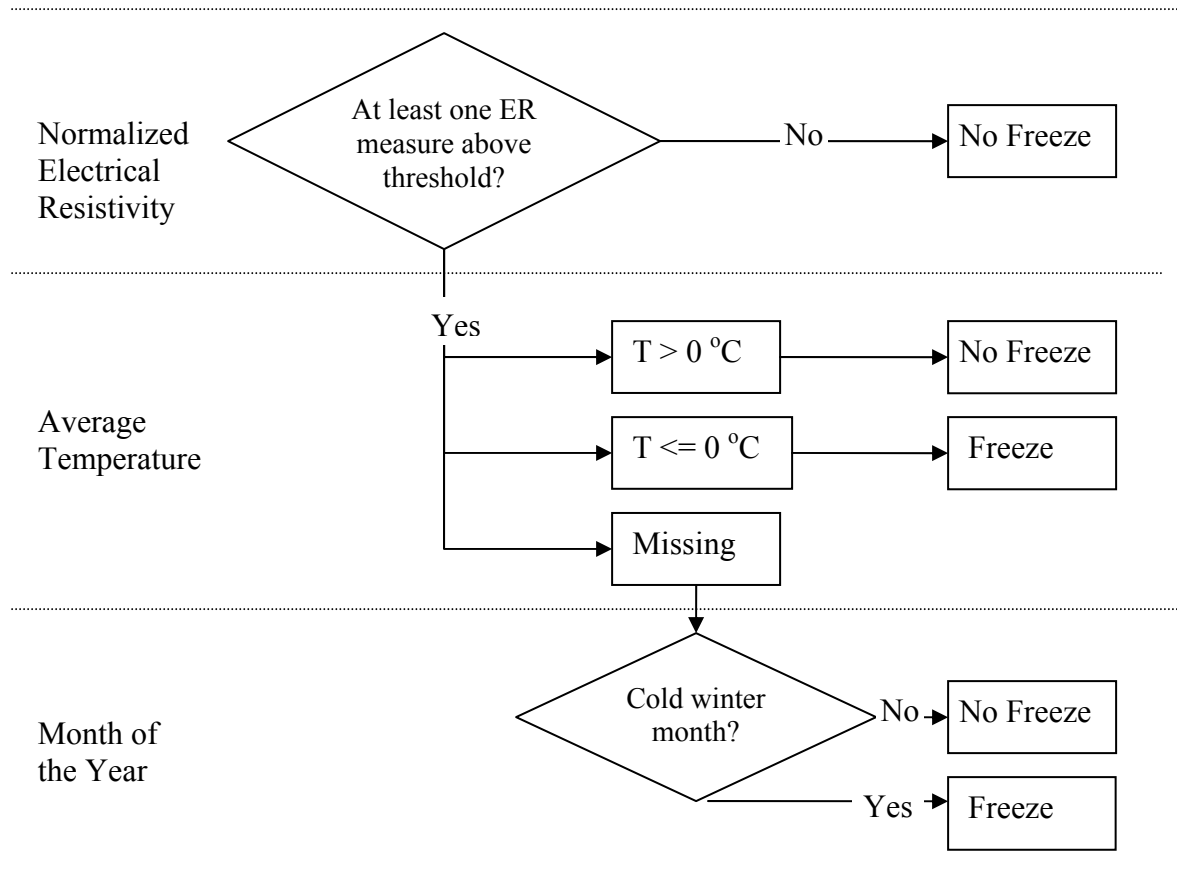 Normalized
Electrical
Resistivity
At least one ER
measure above
threshold?
No
No Freeze
Yes
Average
Temperature
T > 0 °C
No Freeze
T <= 0 °C
Freeze
Missing
Month of
the Year
Cold winter
month?
No
No Freeze
Yes
Freeze